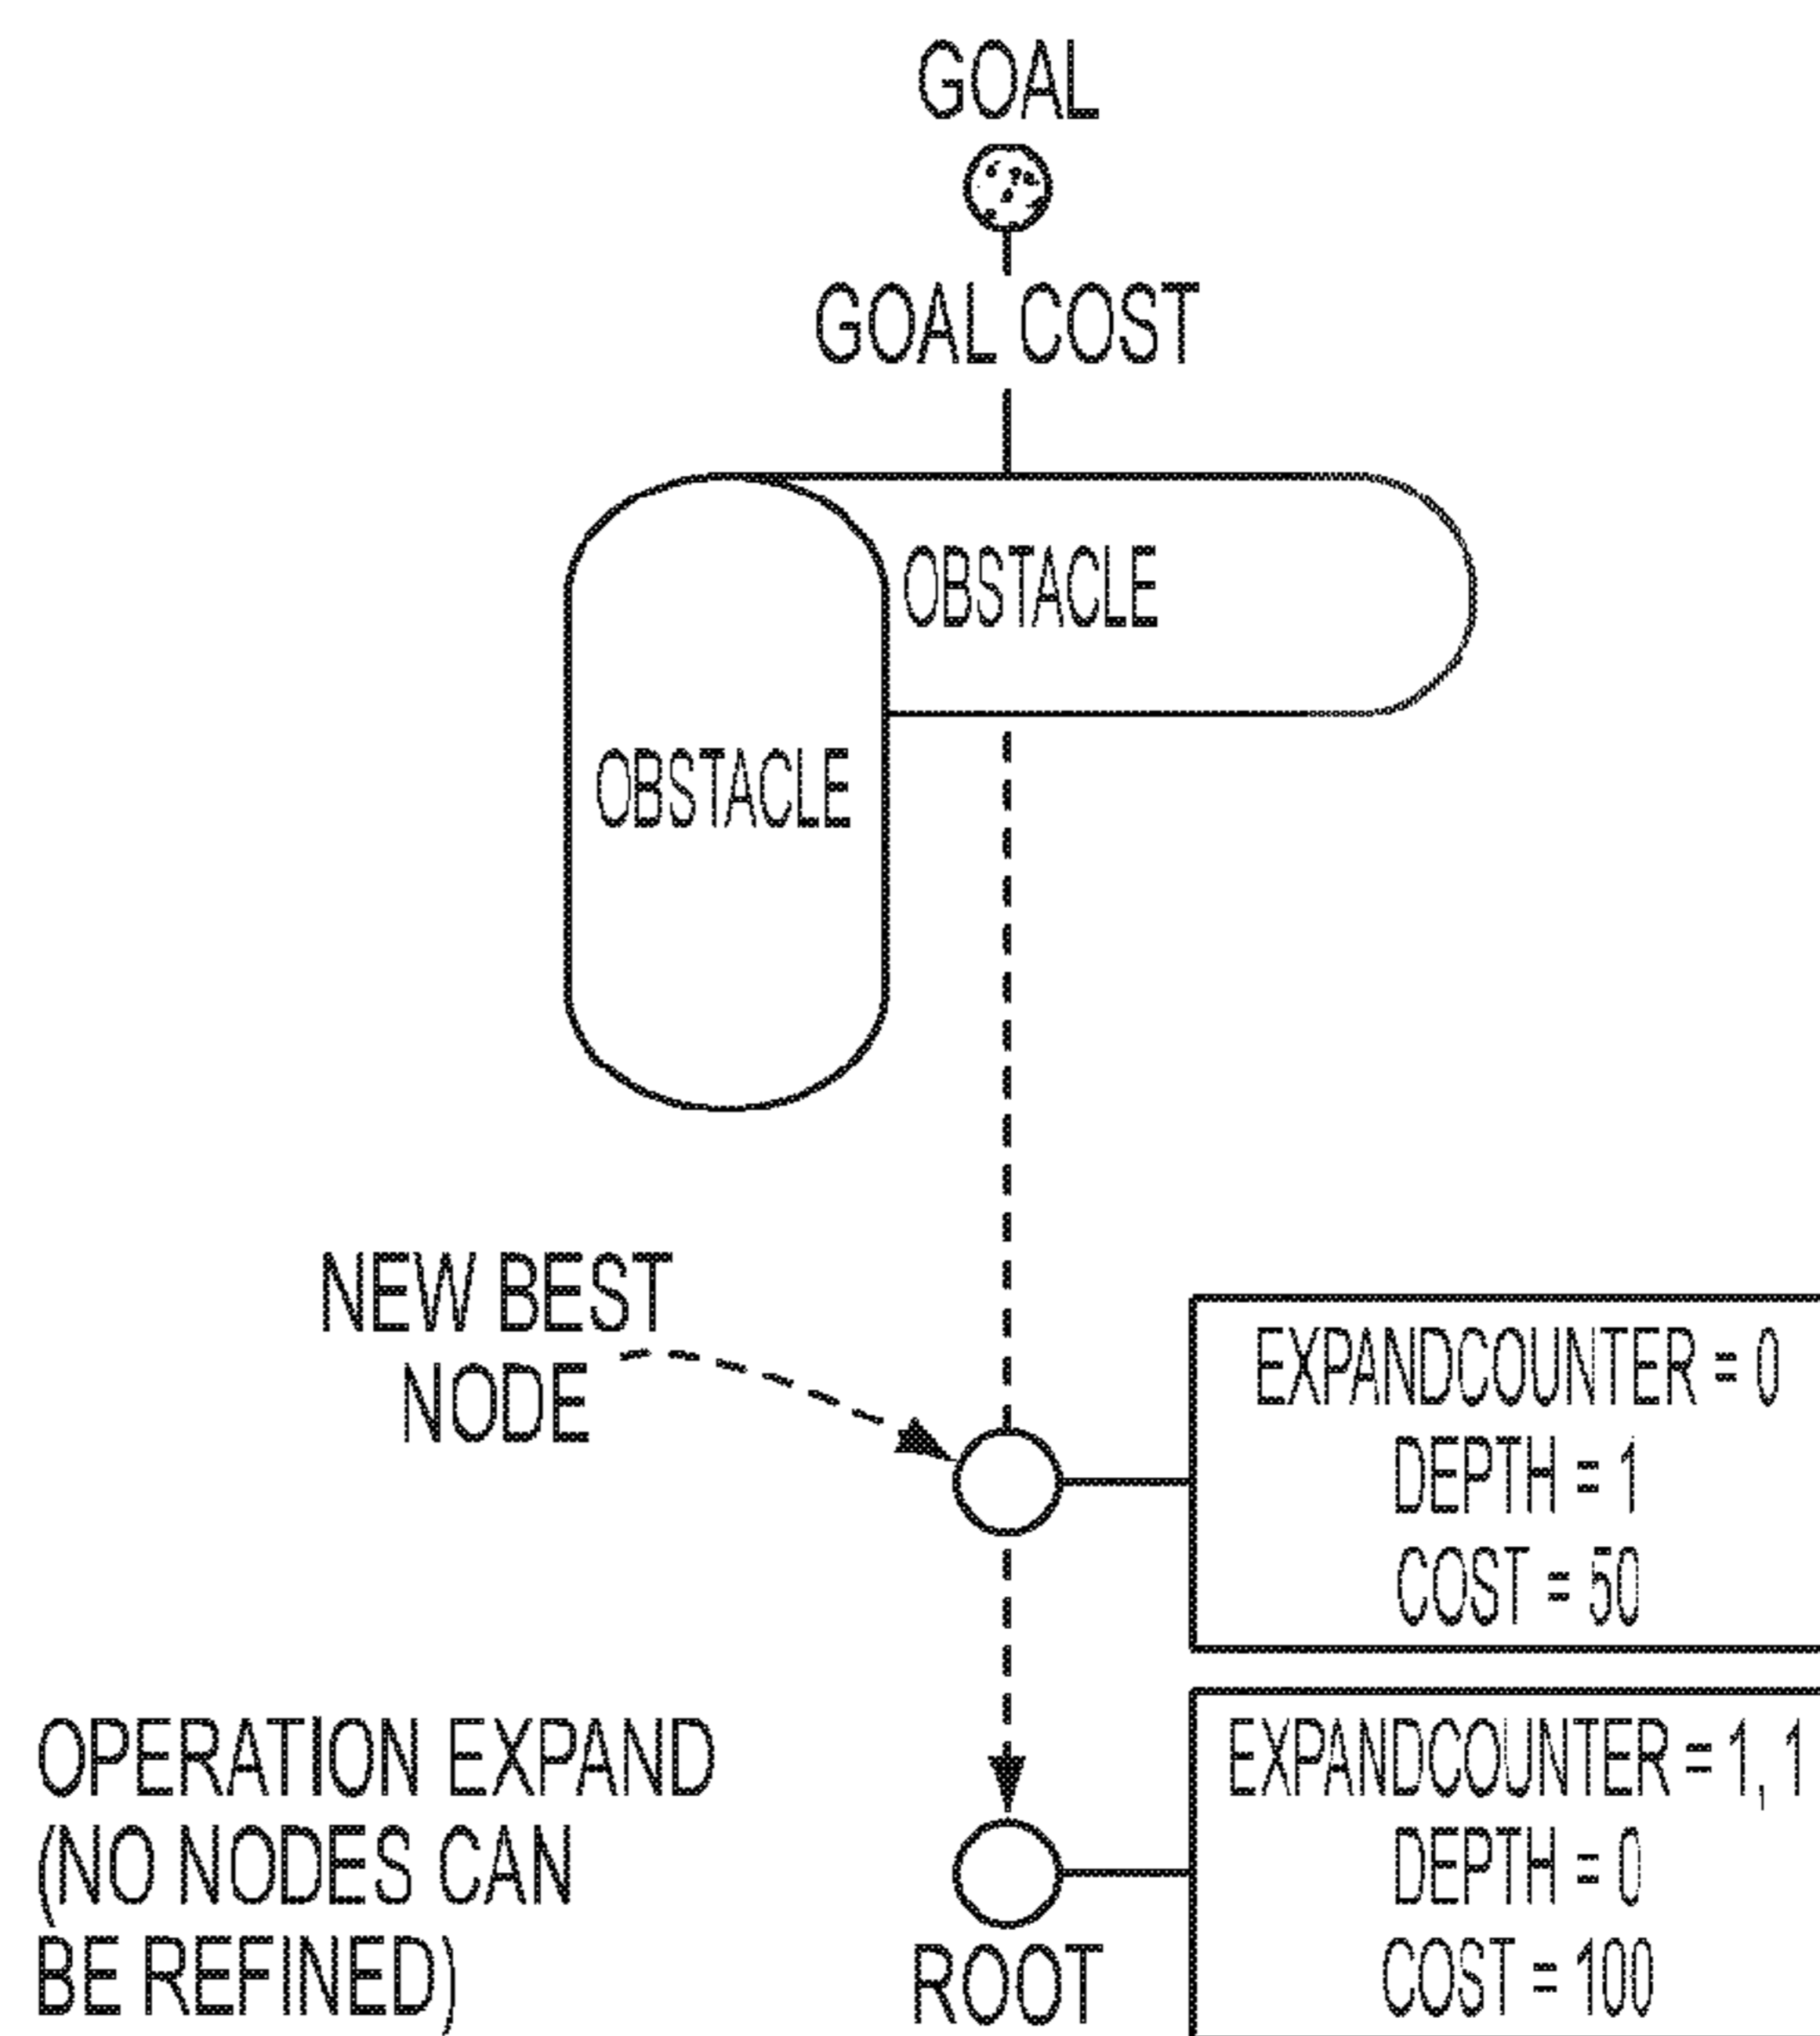 GOAL
GOAL COST
OBSTACLE
OBSTACLE
NEW BEST
NODE
EXPANDCOUNTER = 0
DEPTH = 1
COST = 50
OPERATION EXPAND
(NO NODES CAN
BE REFINED)
ROOT
EXPANDCOUNTER = 1, 1
DEPTH = 0
COST = 100